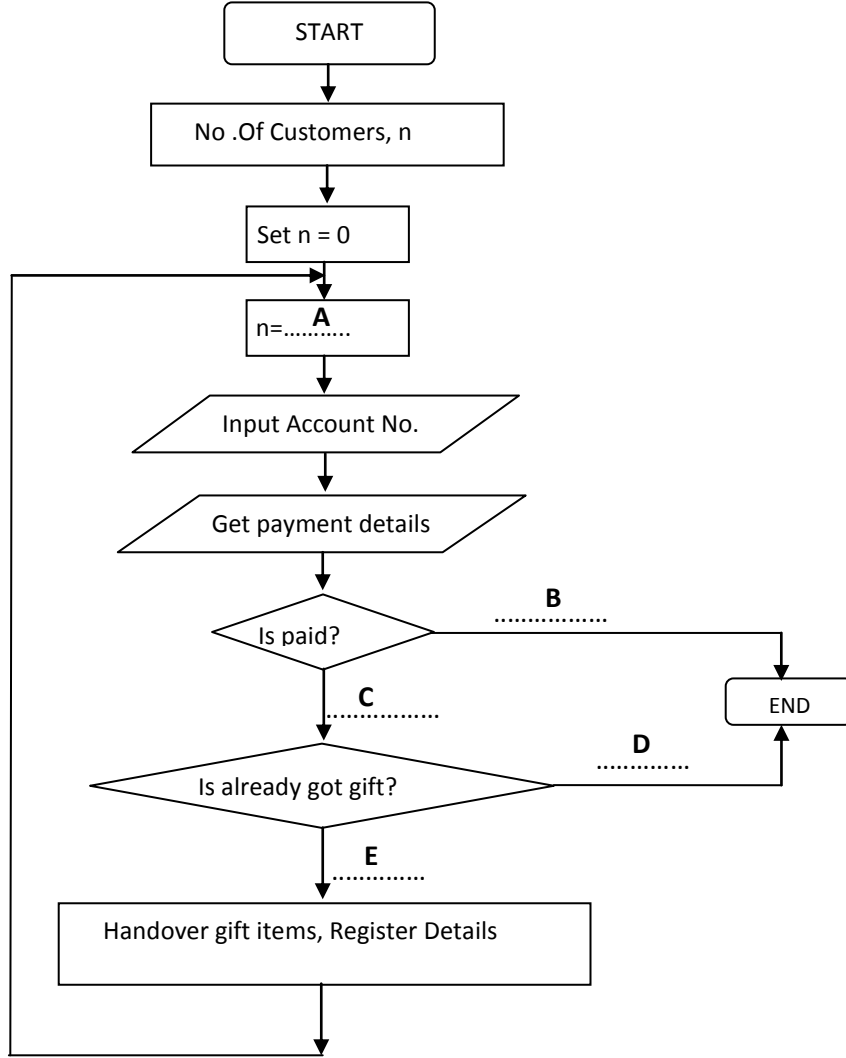 START
No .Of Customers, n
Set n = 0
A
n=………..
Input Account No.
Get payment details
B
………………
Is paid?
C
………………
END
D
……………
Is already got gift?
E
……………
Handover gift items, Register Details